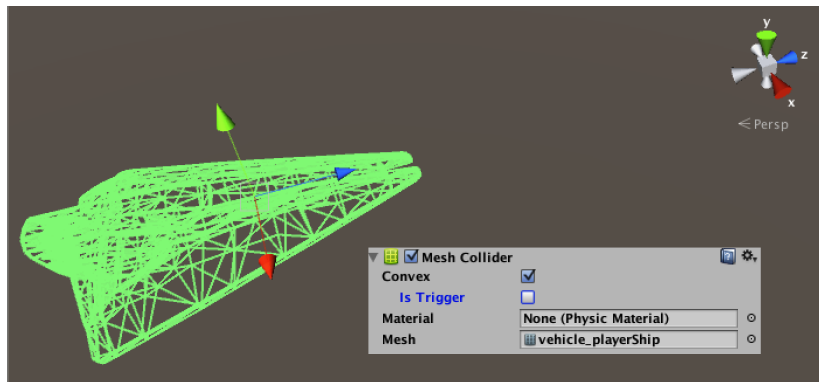 y
z
x
< Persp
Mesh Collider
Convex
Is Trigger
Material None (Physic Material)
Mesh vehicle_playerShip